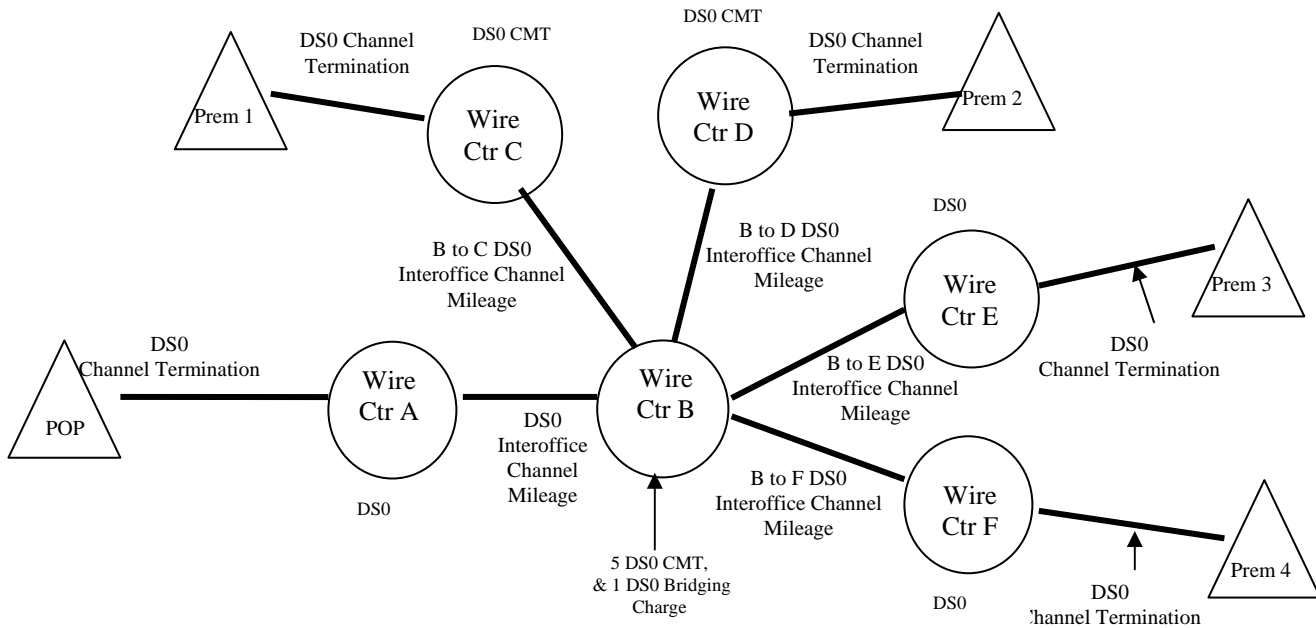 DS0 CMT
DS0 CMT
DS0 Channel
Termination
DS0 Channel
Termination
Prem 1
Wire
Ctr C
Wire
Ctr D
Prem 2
DS0
B to C DS0
Interoffice Channel
Mileage
B to D DS0
Interoffice Channel
Mileage
Wire
Ctr E
Prem 3
DS0
Channel Termination
DS0
Channel Termination
POP
Wire
Ctr A
DS0
Interoffice
Channel
Mileage
Wire
Ctr B
B to E DS0
Interoffice Channel
Mileage
DS0
B to F DS0
Interoffice Channel
Mileage
Wire
Ctr F
Prem 4
5 DS0 CMT,
& 1 DS0 Bridging
Charge
DS0
DS0
Channel Termination